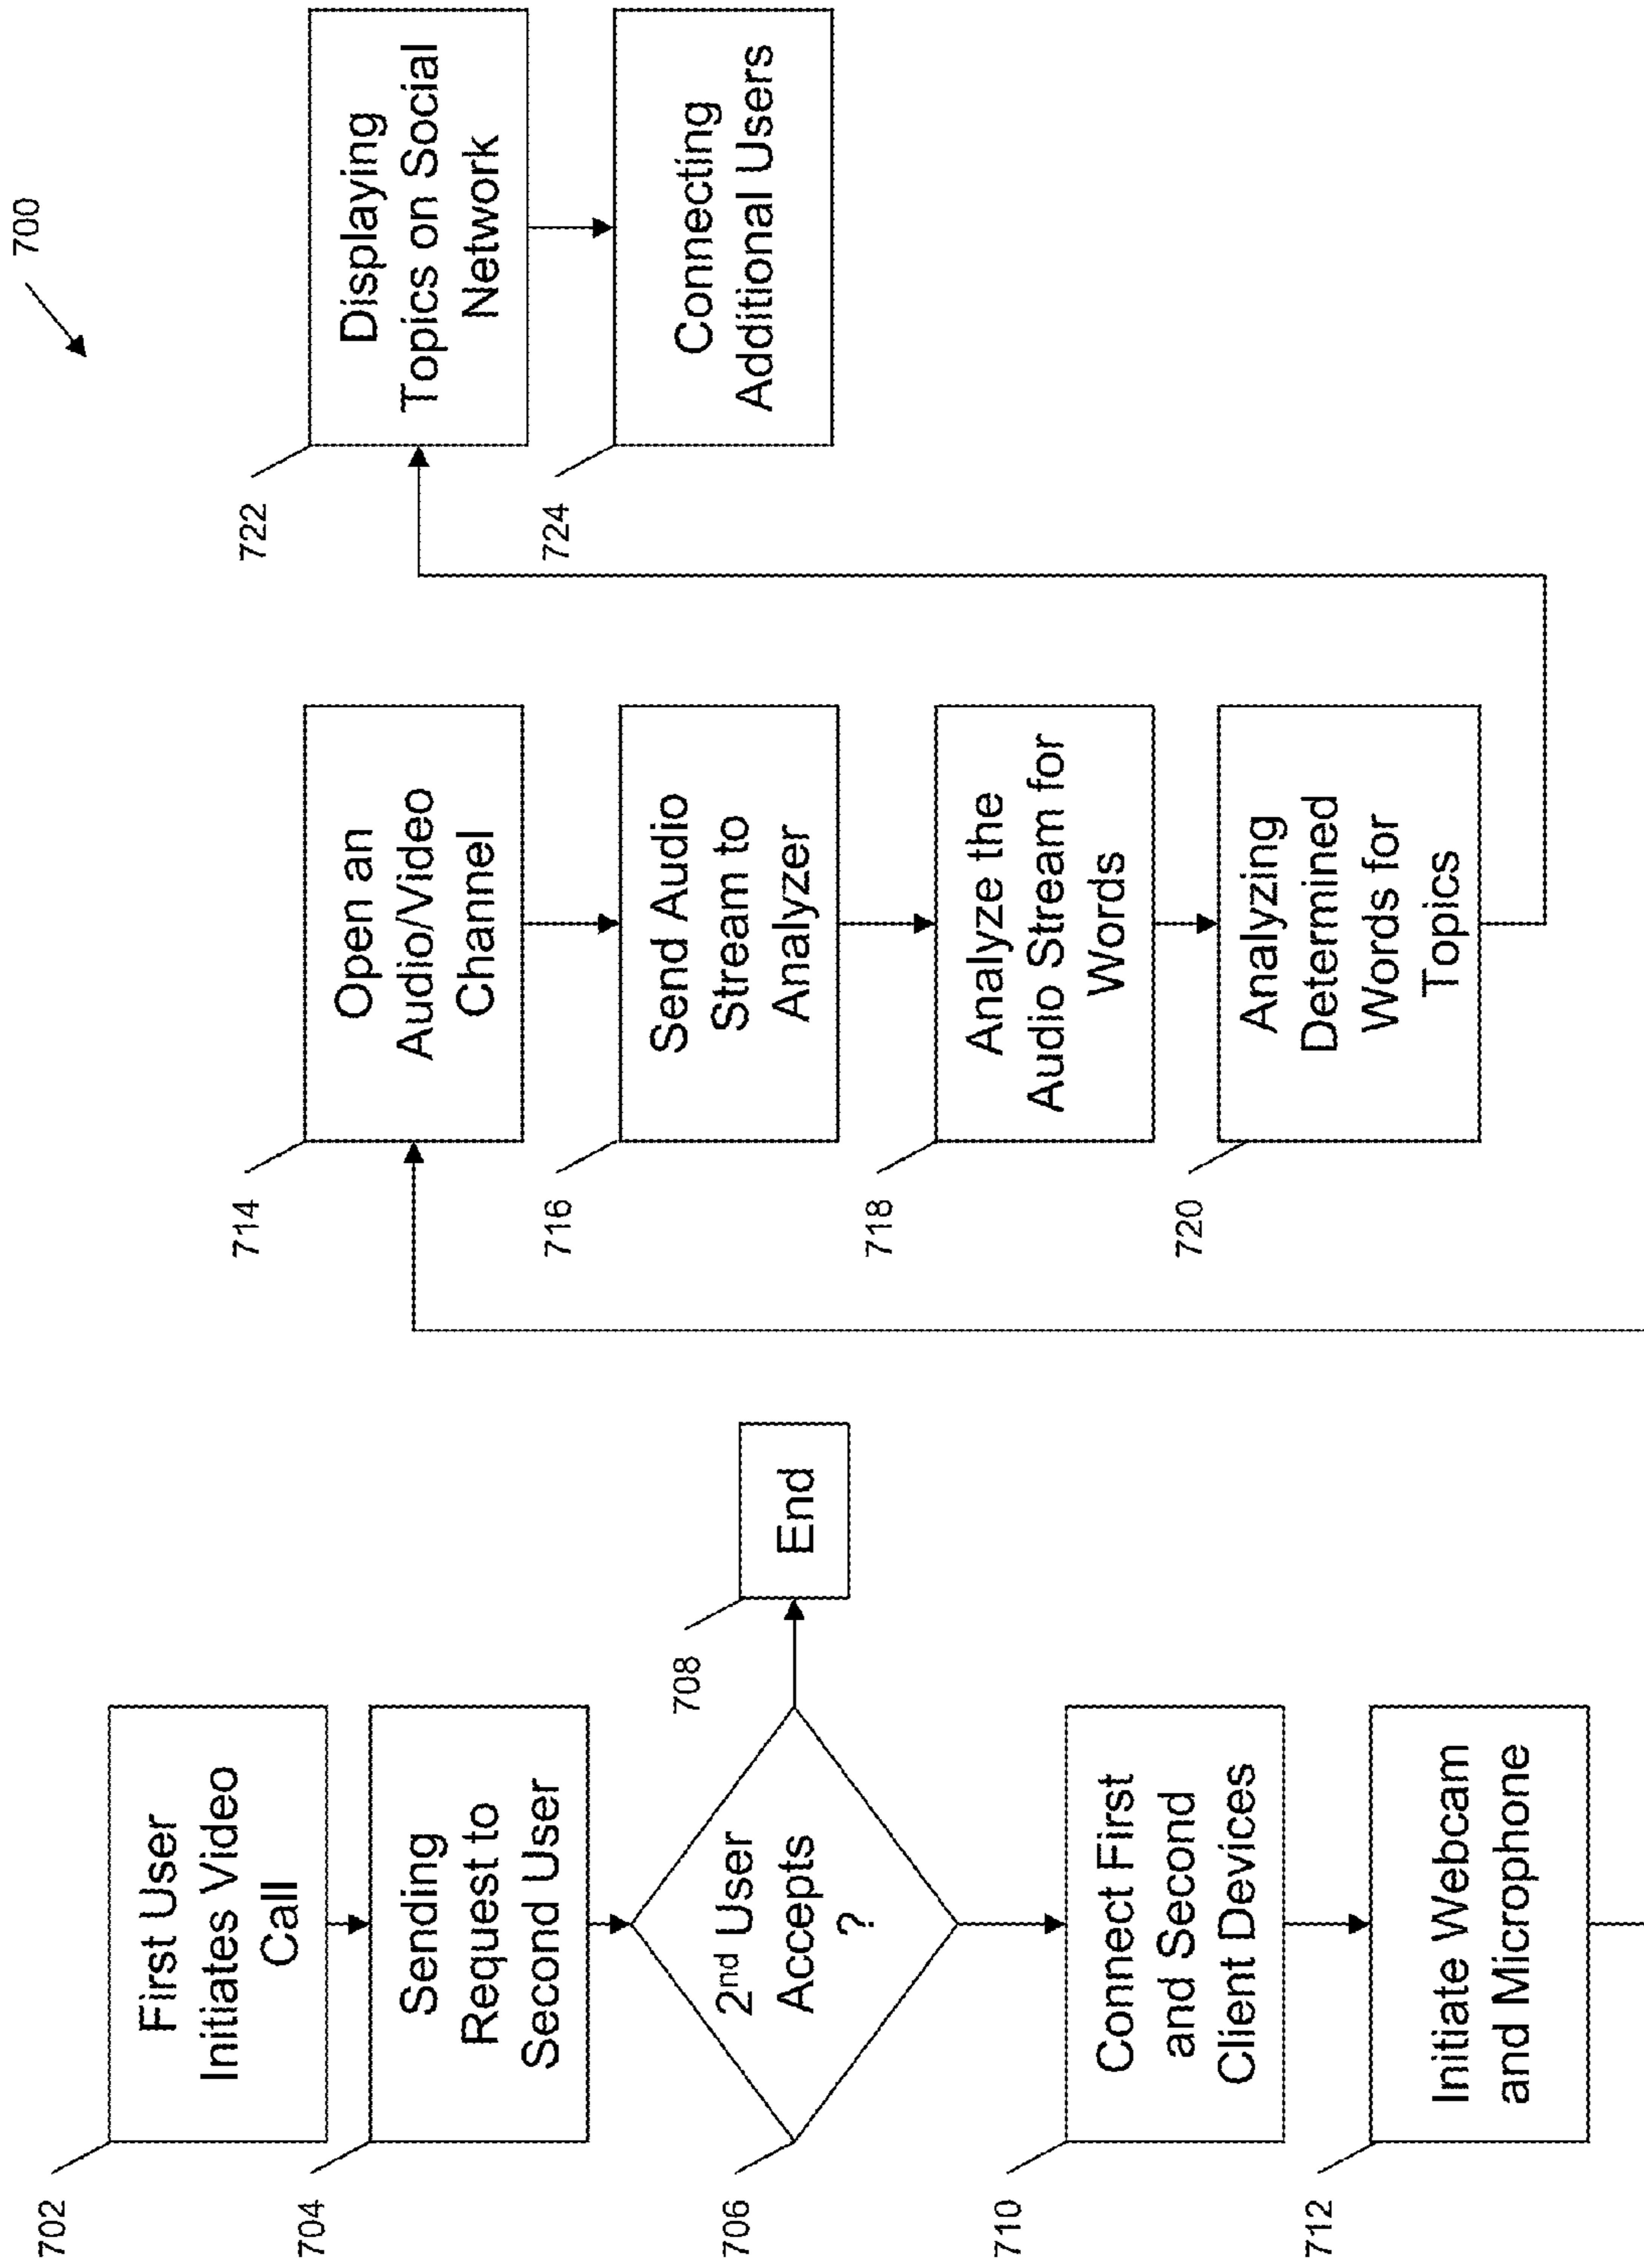 700
702
First User
Initiates Video
Call
704
Sending
Request to
Second User
706
2nd User
Accepts
?
708
End
710
Connect First
and Second
Client Devices
712
Initiate Webcam
and Microphone
714
Open an
Audio/Video
Channel
716
Send Audio
Stream to
Analyzer
718
Analyze the
Audio Stream for
Words
720
Analyzing
Determined
Words for
Topics
722
Displaying
Topics on Social
Network
724
Connecting
Additional Users